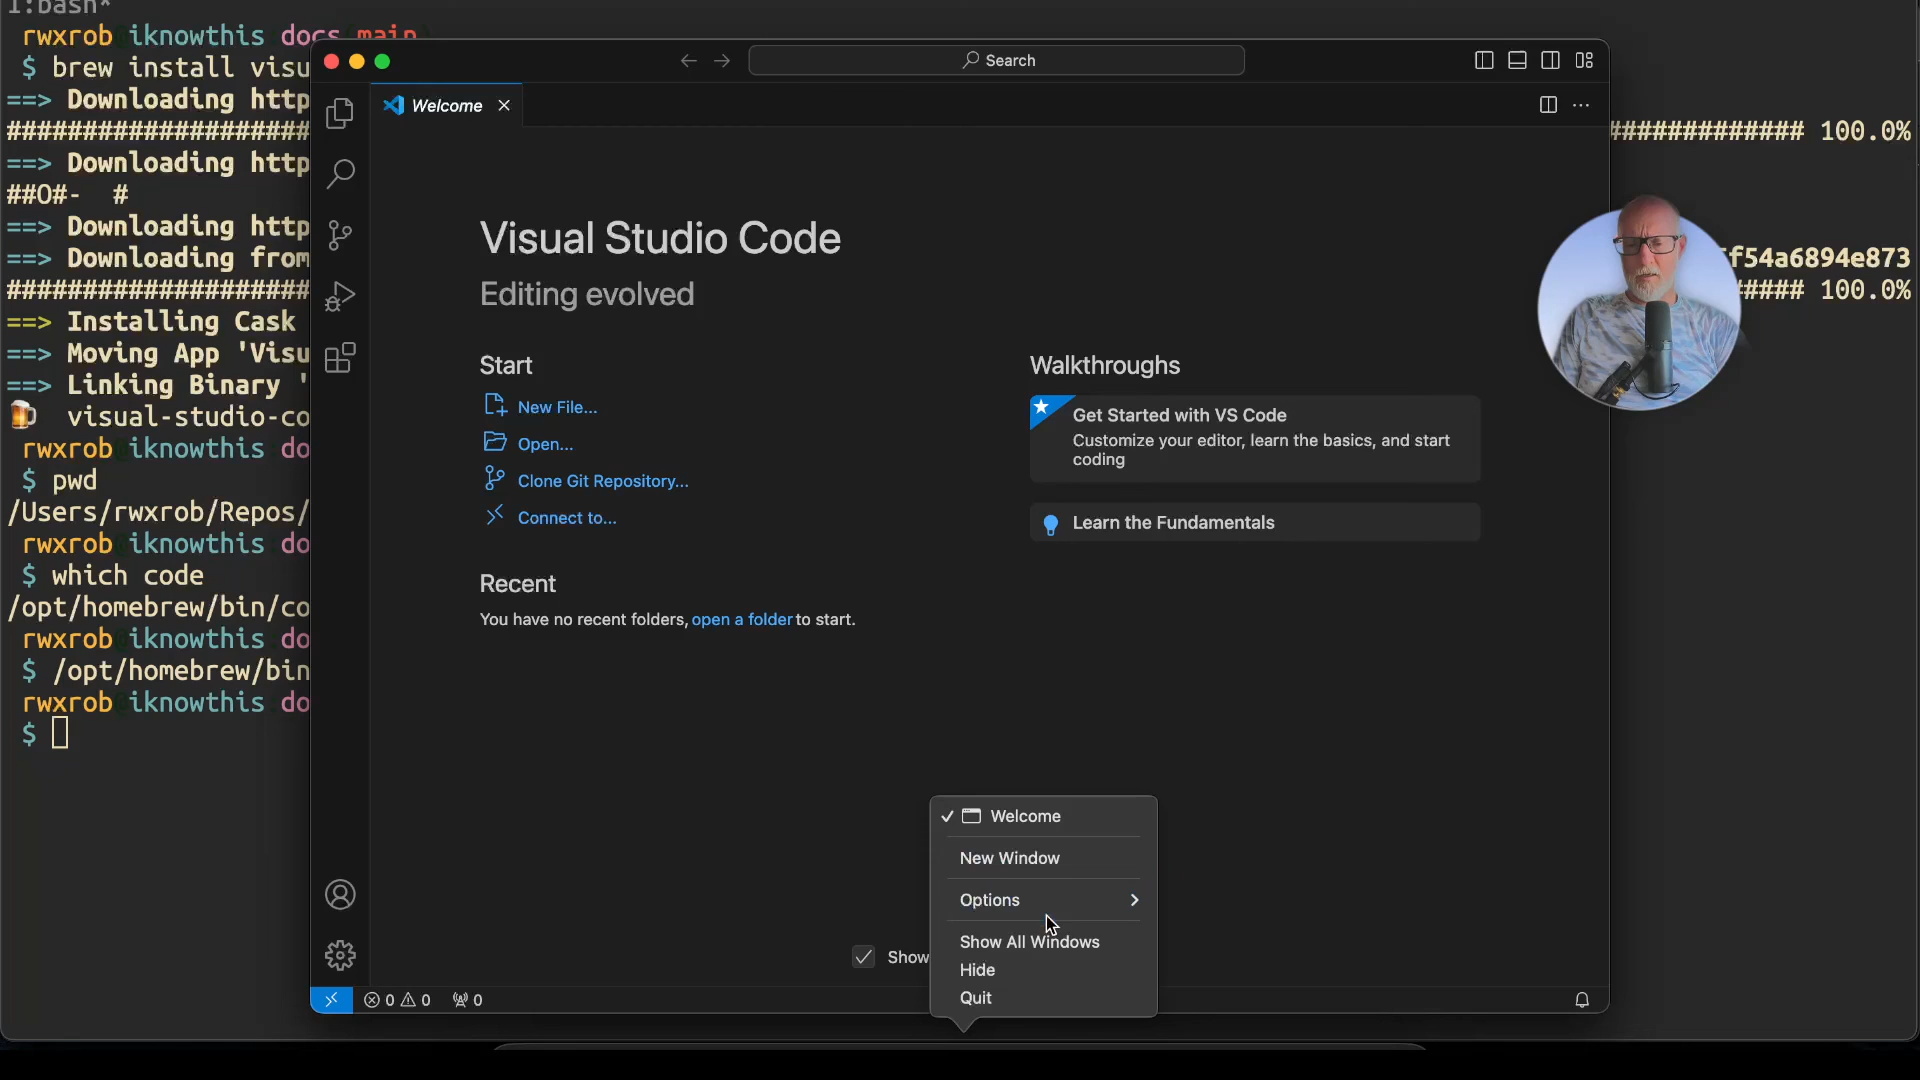 1:bash*
rwxrob@iknowthis docs main
$ brew install visu
==> Downloading http
#################### ############# 100.0%
==> Downloading http
##O#- #
==> Downloading http
==> Downloading from f54a6894e873
#################### ##### 100.0%
==> Installing Cask
==> Moving App 'Visu
==> Linking Binary '
🍺 visual-studio-co
rwxrob@iknowthis do
$ pwd
/Users/rwxrob/Repos/
rwxrob@iknowthis do
$ which code
/opt/homebrew/bin/co
rwxrob@iknowthis do
$ /opt/homebrew/bin
rwxrob@iknowthis do
$
Search
Welcome
Visual Studio Code
Editing evolved
Start
New File...
Open...
Clone Git Repository...
Connect to...
Recent
You have no recent folders, open a folder to start.
Walkthroughs
Get Started with VS Code
Customize your editor, learn the basics, and start
coding
Learn the Fundamentals
✓ Welcome
New Window
Options
Show All Windows
Hide
Quit
Show
0 0 0